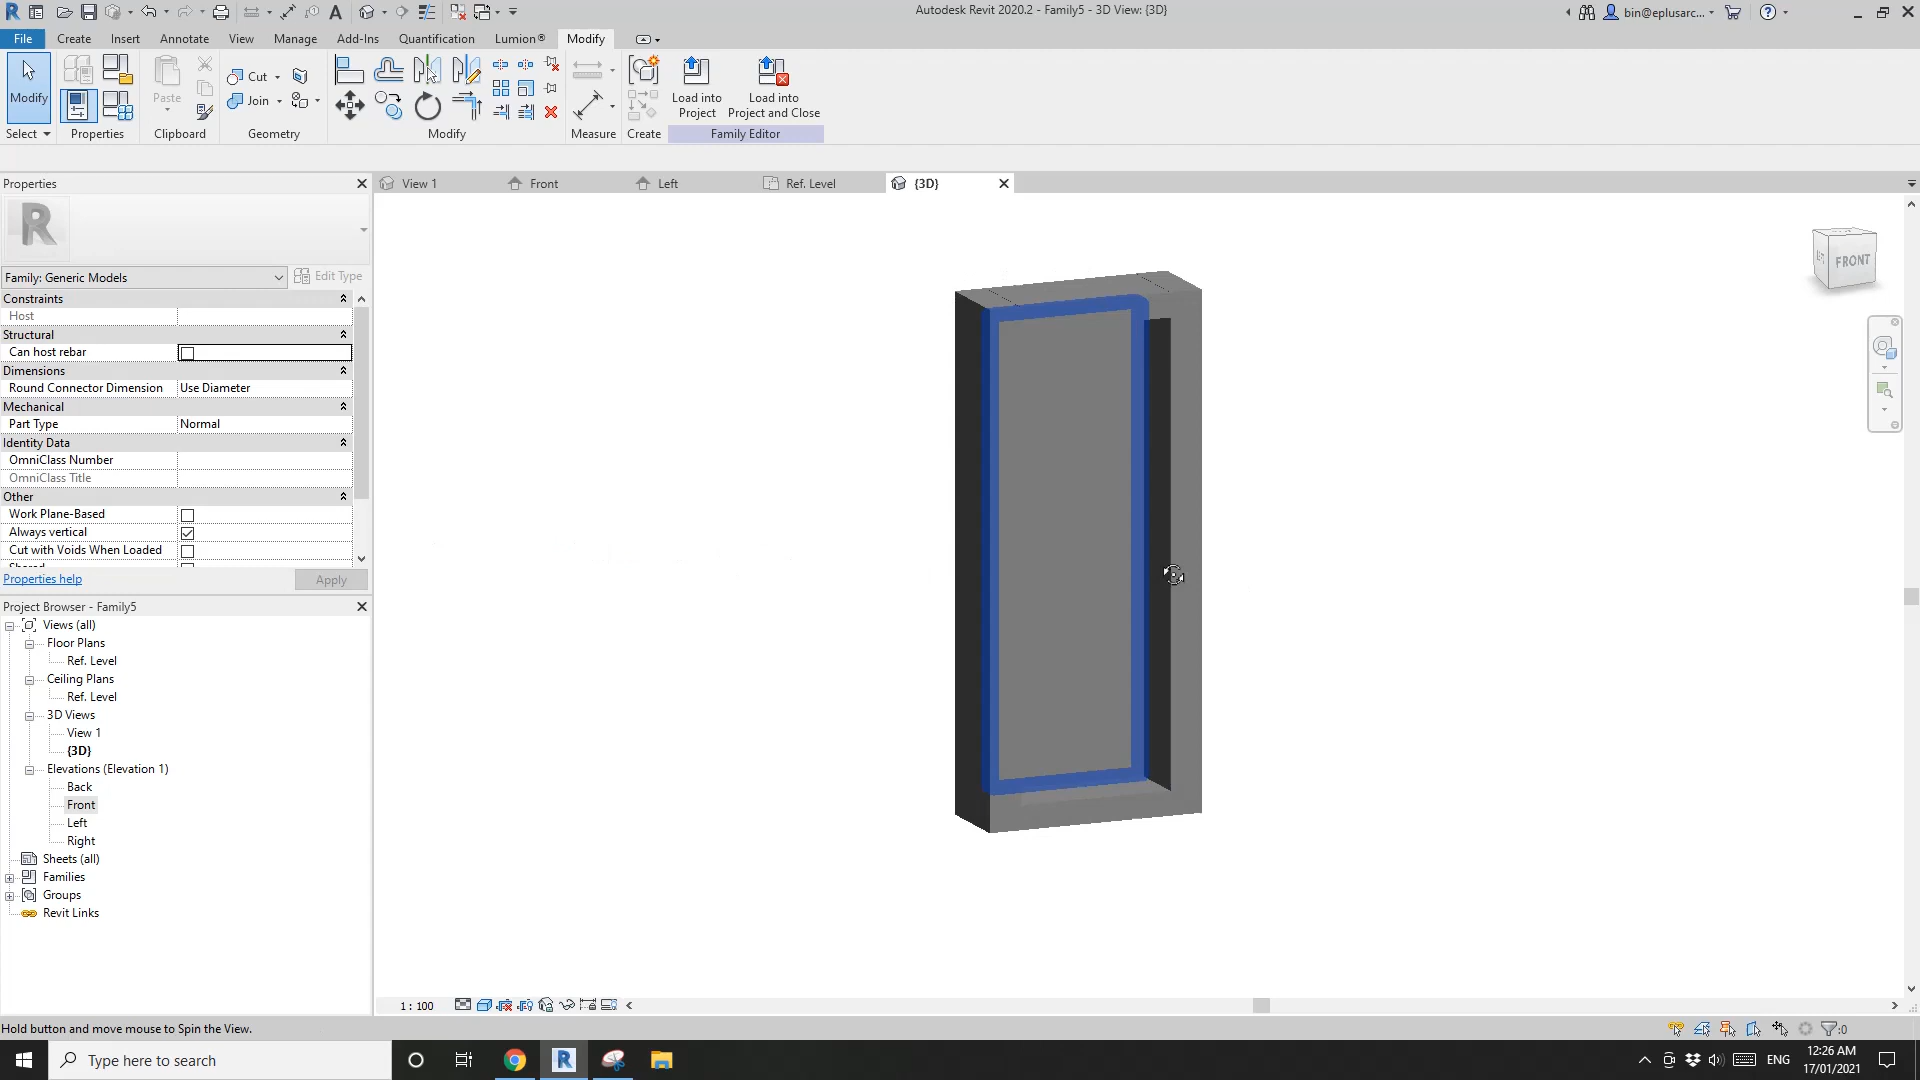 Autodesk Revit 2020.2 - Family5 - 3D View: {3D}
bin@eplusarc...
File
Create
Insert
Annotate
View
Manage
Add-Ins
Quantification
Lumion®
Modify
Modify
Paste
Cut
Join
Load into
Project
Load into
Project and Close
Select
Properties
Clipboard
Geometry
Modify
Measure
Create
Family Editor
Properties
View 1
Front
Left
Ref. Level
{3D}
R
Family: Generic Models
Edit Type
Constraints
Host
Structural
Can host rebar
Dimensions
Round Connector Dimension
Use Diameter
Mechanical
Part Type
Normal
Identity Data
OmniClass Number
OmniClass Title
Other
Work Plane-Based
Always vertical
Cut with Voids When Loaded
Properties help
Apply
FRONT
Project Browser - Family5
Views (all)
Floor Plans
Ref. Level
Ceiling Plans
Ref. Level
3D Views
View 1
{3D}
Elevations (Elevation 1)
Back
Front
Left
Right
Sheets (all)
Families
Groups
Revit Links
1 : 100
Hold button and move mouse to Spin the View.
:0
Type here to search
R
ENG
12:26 AM
17/01/2021